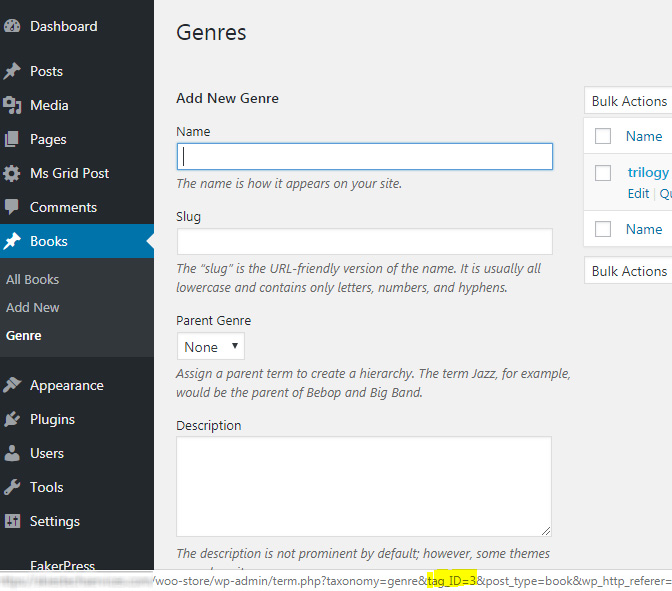 Dashboard
Posts
Media
Pages
Ms Grid Post
Comments
Books
All Books
Add New
Genre
Appearance
Plugins
Users
Tools
Settings
FakerPress
Genres
Add New Genre
Name
The name is how it appears on your site.
Slug
The “slug” is the URL-friendly version of the name. It is usually all
lowercase and contains only letters, numbers, and hyphens.
Parent Genre
None
Assign a parent term to create a hierarchy. The term Jazz, for example,
would be the parent of Bebop and Big Band.
Description
The description is not prominent by default; however, some themes
Bulk Actions
Name
trilogy
Edit |
Name
Bulk Actions
/woo-store/wp-admin/term.php?taxonomy=genre&tag_ID=3&post_type=book&wp_http_referer=